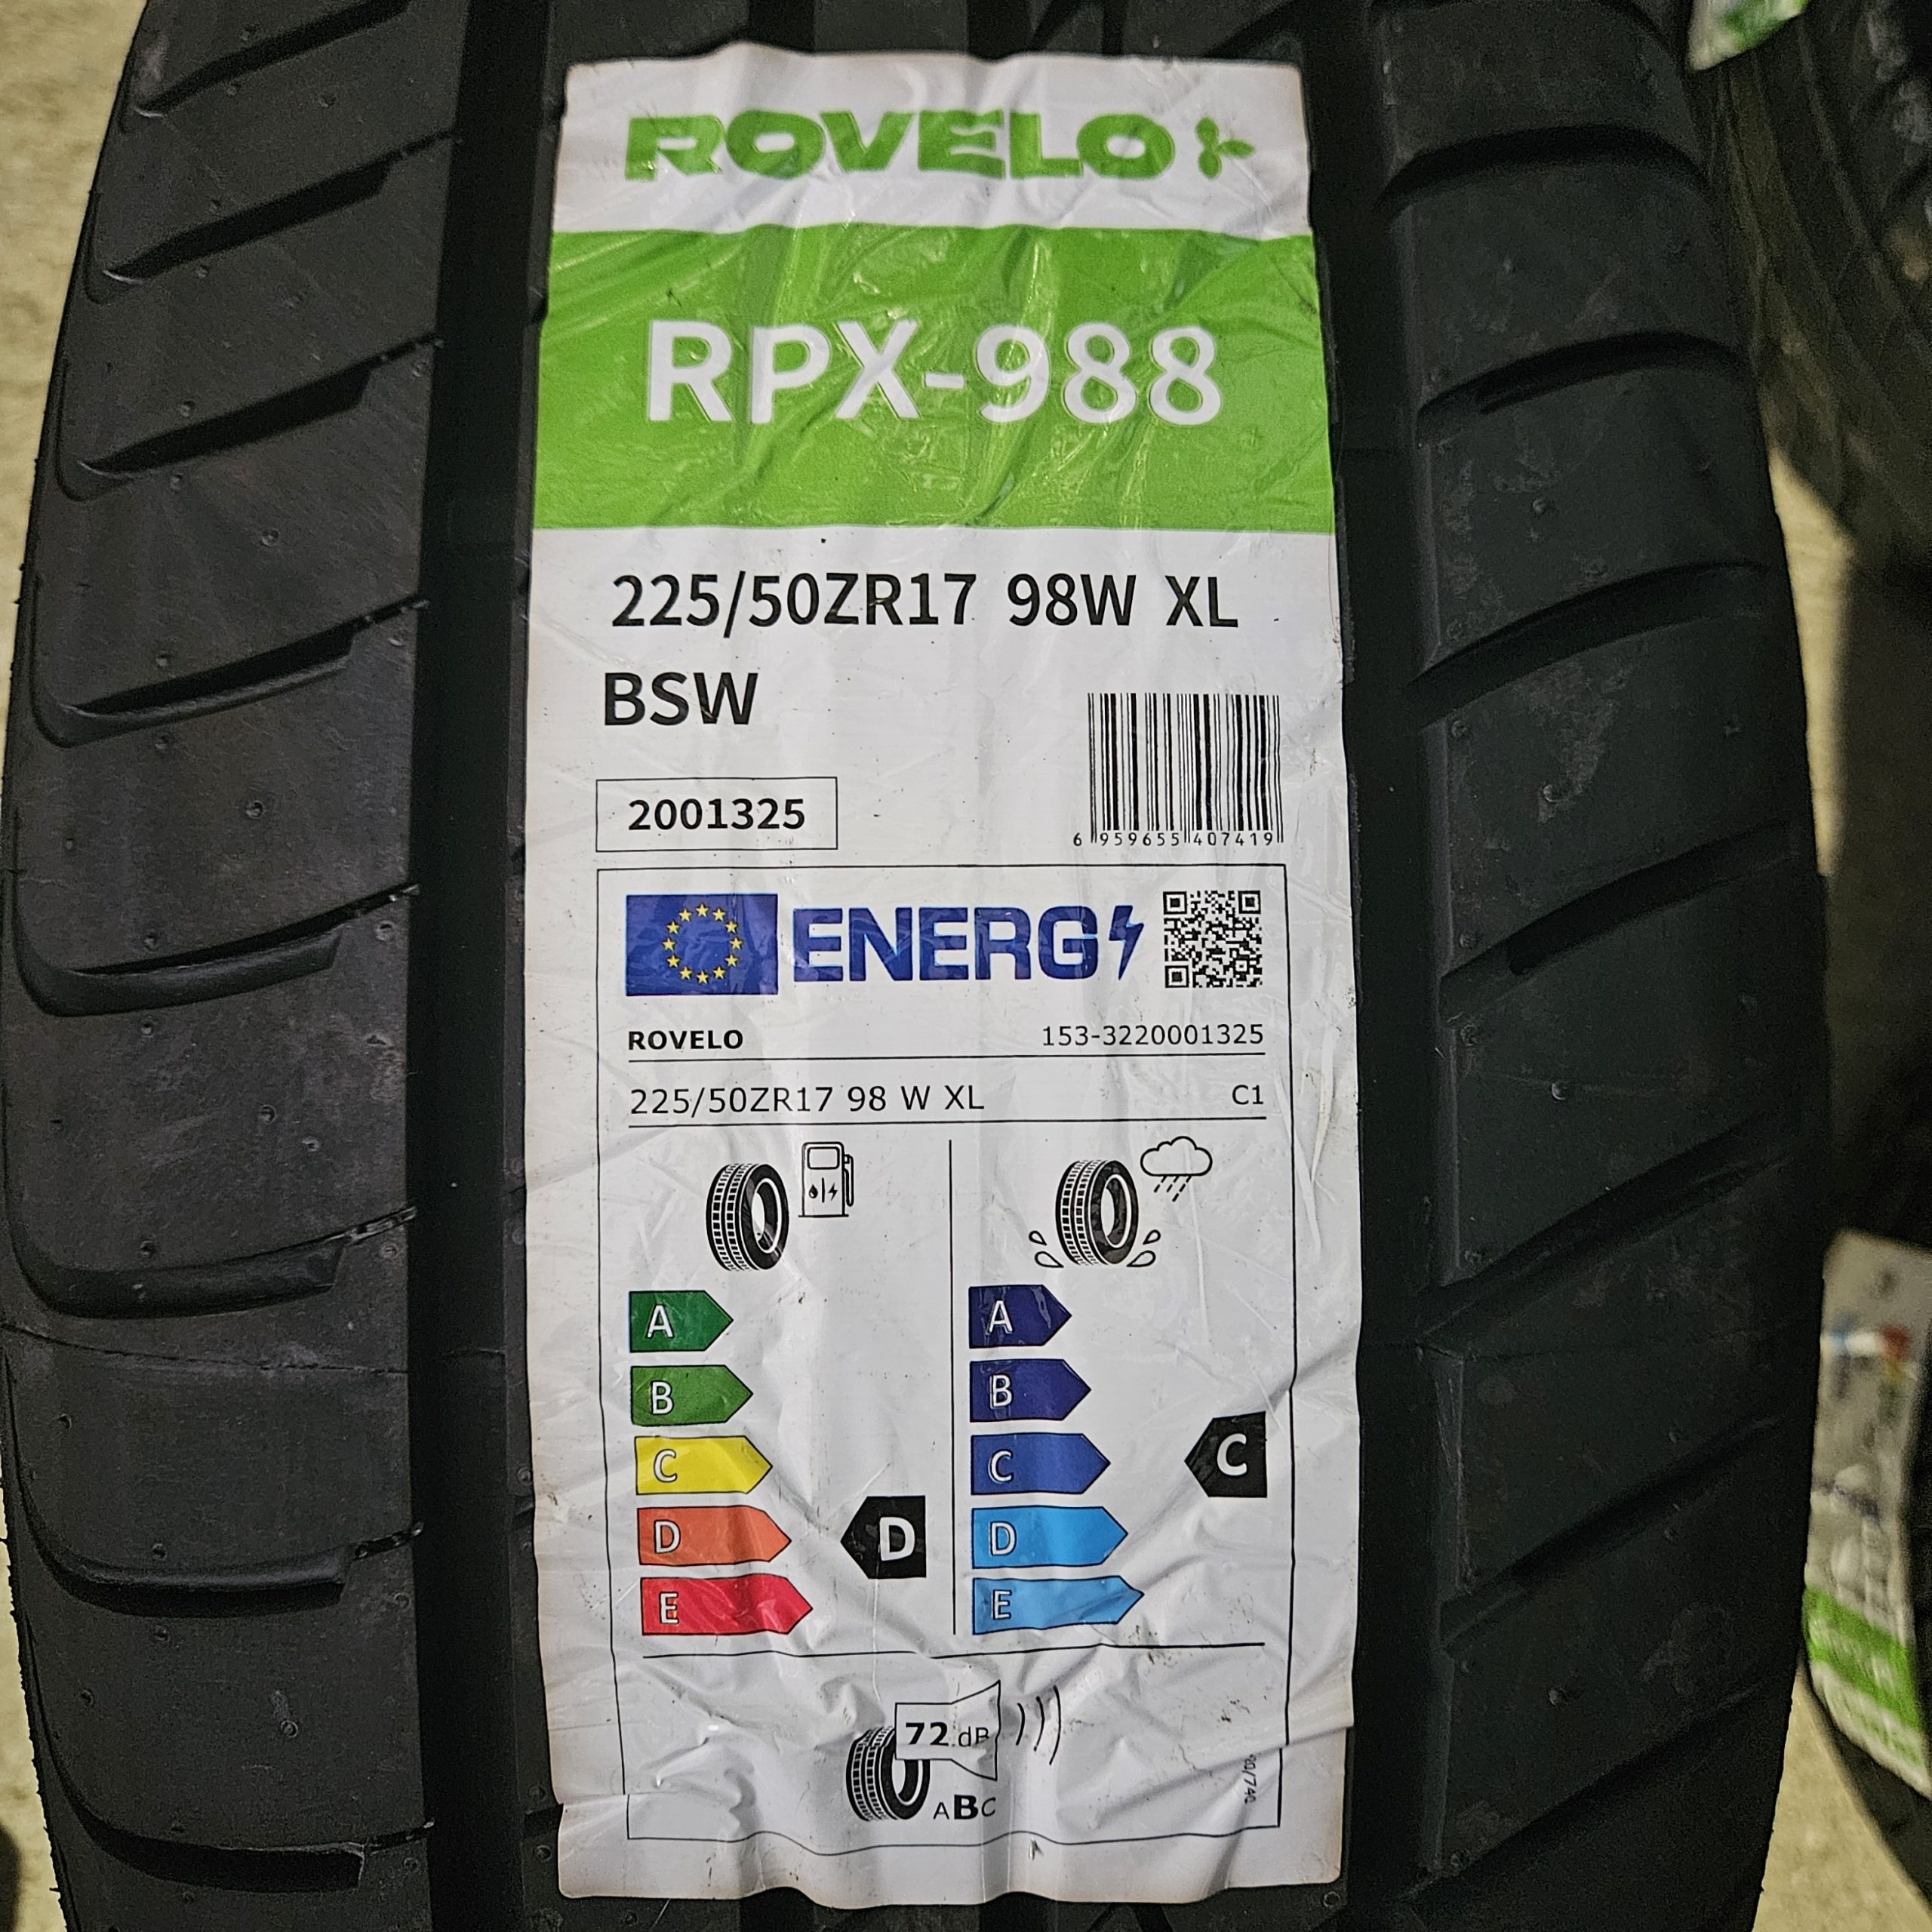 ROVELO
RPX-988
225/50ZR17 98W XL
BSW
2001325
6 959655 407419
ENERG
ROVELO 153-3220001325
225/50ZR17 98 W XL C1
A A
B B
C C C
D D D
E E
72 dB
ABC